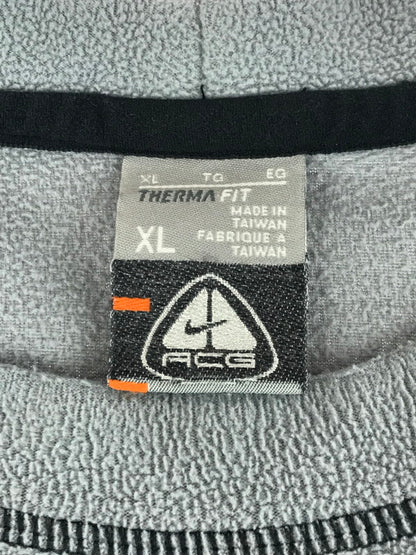 XL TG EG
THERMA FIT
MADE IN
TAIWAN
XL
FABRIQUE A
TAIWAN
ACG